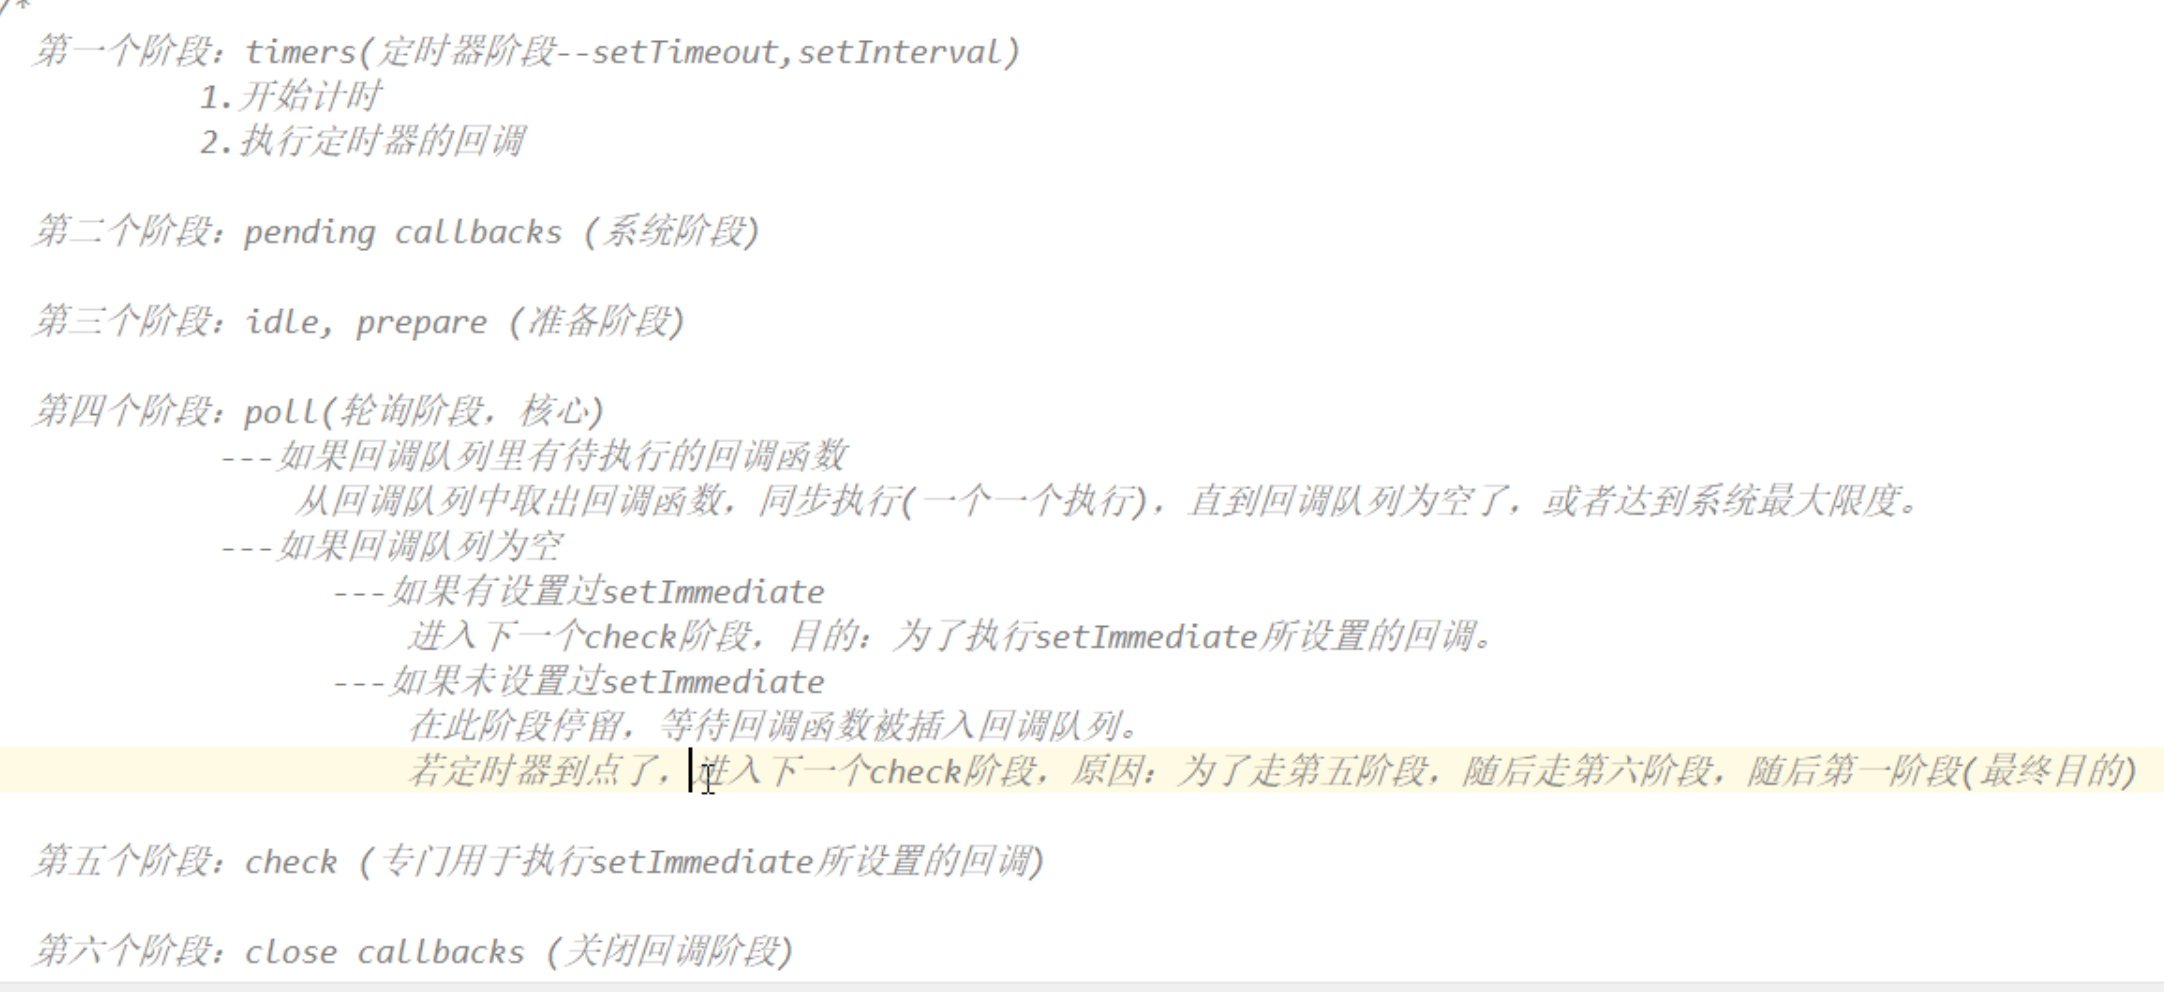 /*
第一个阶段：timers(定时器阶段--setTimeout,setInterval)
1.开始计时
2.执行定时器的回调
第二个阶段：pending callbacks (系统阶段)
第三个阶段：idle, prepare (准备阶段)
第四个阶段：poll(轮询阶段，核心)
---如果回调队列里有待执行的回调函数
从回调队列中取出回调函数，同步执行(一个一个执行)，直到回调队列为空了，或者达到系统最大限度。
---如果回调队列为空
---如果有设置过setImmediate
进入下一个check阶段，目的：为了执行setImmediate所设置的回调。
---如果未设置过setImmediate
在此阶段停留，等待回调函数被插入回调队列。
若定时器到点了，进入下一个check阶段，原因：为了走第五阶段，随后走第六阶段，随后第一阶段(最终目的)
第五个阶段：check (专门用于执行setImmediate所设置的回调)
第六个阶段：close callbacks (关闭回调阶段)